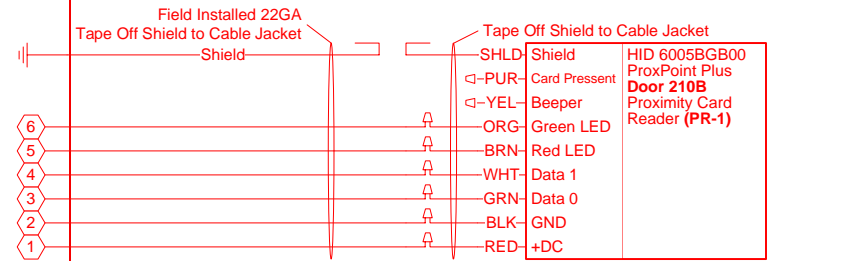 Field Installed 22GA
Tape Off Shield to Cable Jacket
Tape Off Shield to Cable Jacket
Shield
SHLD Shield
HID 6005BGB00
PUR Card Pressent
ProxPoint Plus
Door 210B
YEL Beeper
Proximity Card
Reader (PR-1)
6 ORG Green LED
5 BRN Red LED
4 WHT Data 1
3 GRN Data 0
2 BLK GND
1 RED +DC